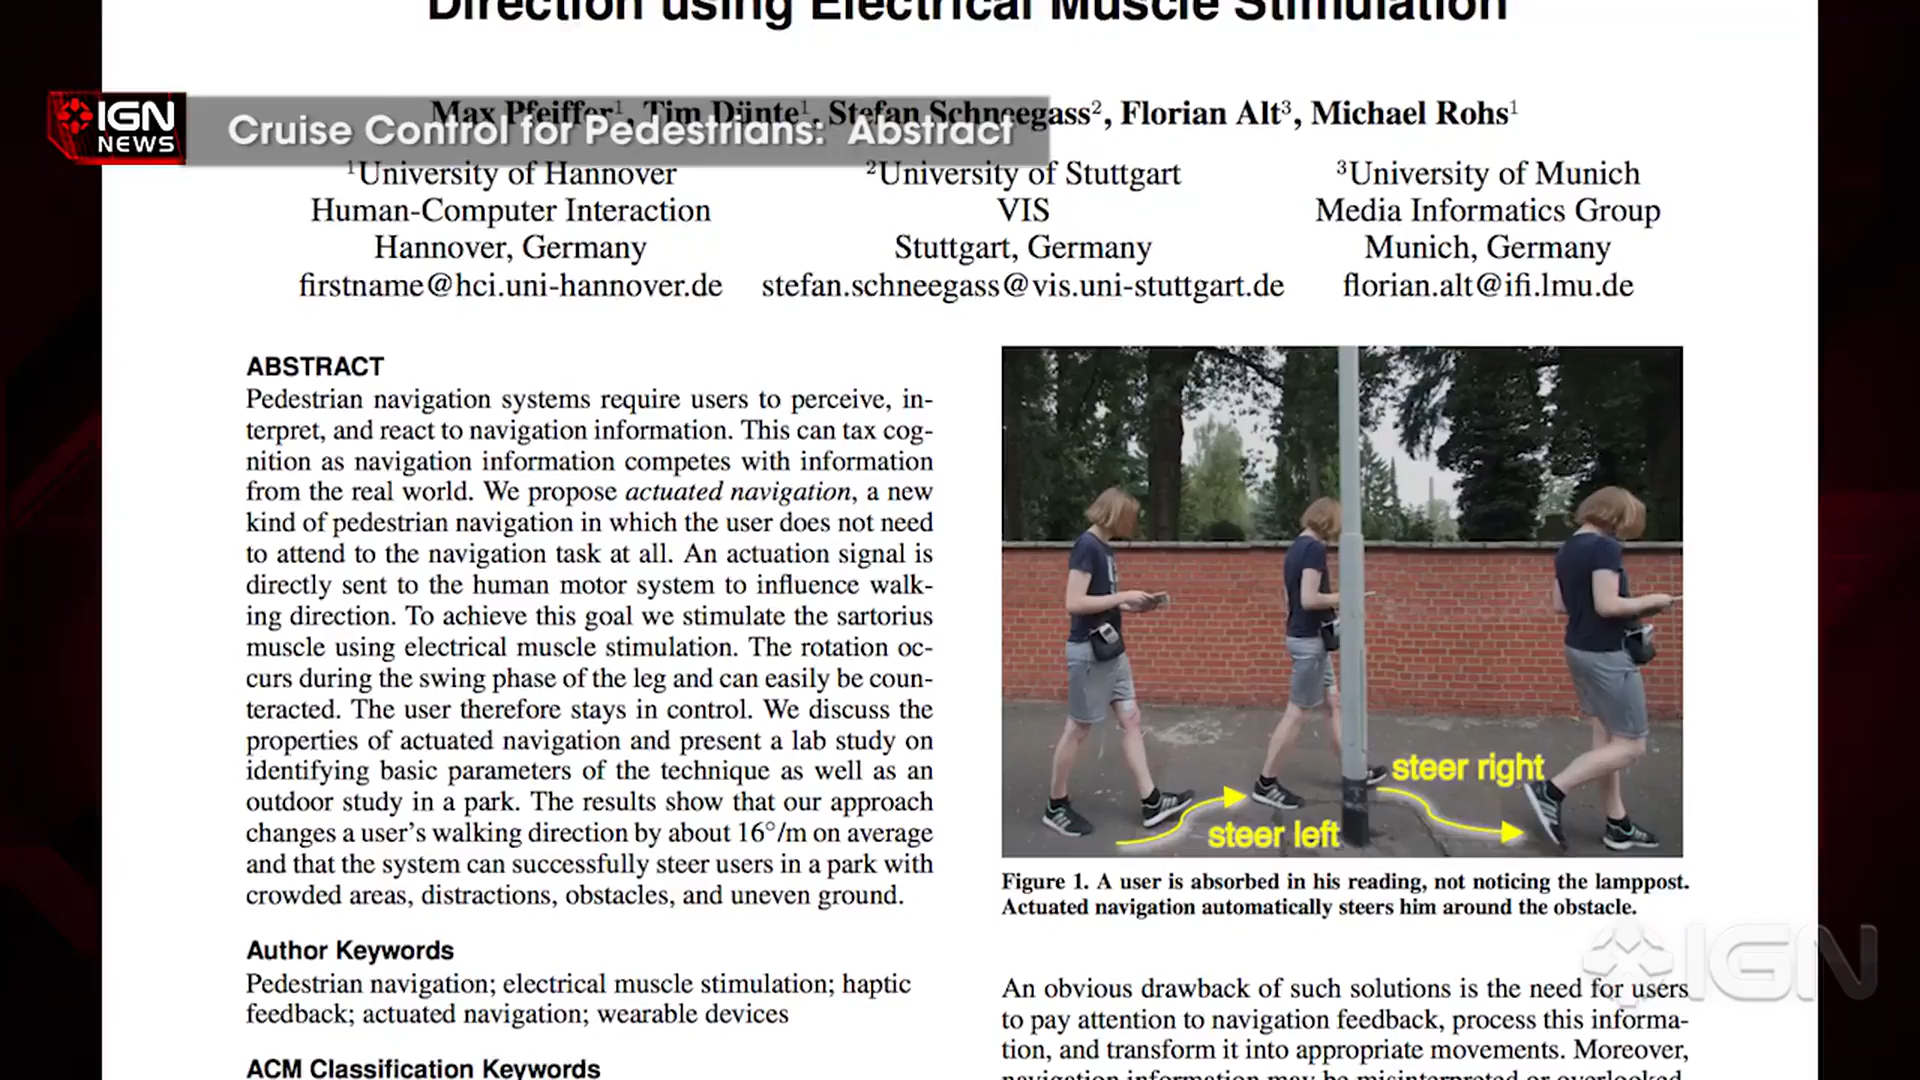 Direction using Electrical Muscle Stimulation
IGN
NEWS
Cruise Control for Pedestrians: Abstract
Max Pfeiffer¹, Tim Dünte¹, Stefan Schneegass², Florian Alt³, Michael Rohs¹
¹University of Hannover
Human-Computer Interaction
Hannover, Germany
firstname@hci.uni-hannover.de
²University of Stuttgart
VIS
Stuttgart, Germany
stefan.schneegass@vis.uni-stuttgart.de
³University of Munich
Media Informatics Group
Munich, Germany
florian.alt@ifi.lmu.de
ABSTRACT
Pedestrian navigation systems require users to perceive, in-
terpret, and react to navigation information. This can tax cog-
nition as navigation information competes with information
from the real world. We propose actuated navigation, a new
kind of pedestrian navigation in which the user does not need
to attend to the navigation task at all. An actuation signal is
directly sent to the human motor system to influence walk-
ing direction. To achieve this goal we stimulate the sartorius
muscle using electrical muscle stimulation. The rotation oc-
curs during the swing phase of the leg and can easily be coun-
teracted. The user therefore stays in control. We discuss the
properties of actuated navigation and present a lab study on
identifying basic parameters of the technique as well as an
outdoor study in a park. The results show that our approach
changes a user's walking direction by about 16°/m on average
and that the system can successfully steer users in a park with
crowded areas, distractions, obstacles, and uneven ground.
Author Keywords
Pedestrian navigation; electrical muscle stimulation; haptic
feedback; actuated navigation; wearable devices
ACM Classification Keywords
steer left
steer right
Figure 1. A user is absorbed in his reading, not noticing the lamppost.
Actuated navigation automatically steers him around the obstacle.
An obvious drawback of such solutions is the need for users
to pay attention to navigation feedback, process this informa-
tion, and transform it into appropriate movements. Moreover,
navigation information may be misinterpreted or overlooked.
IGN